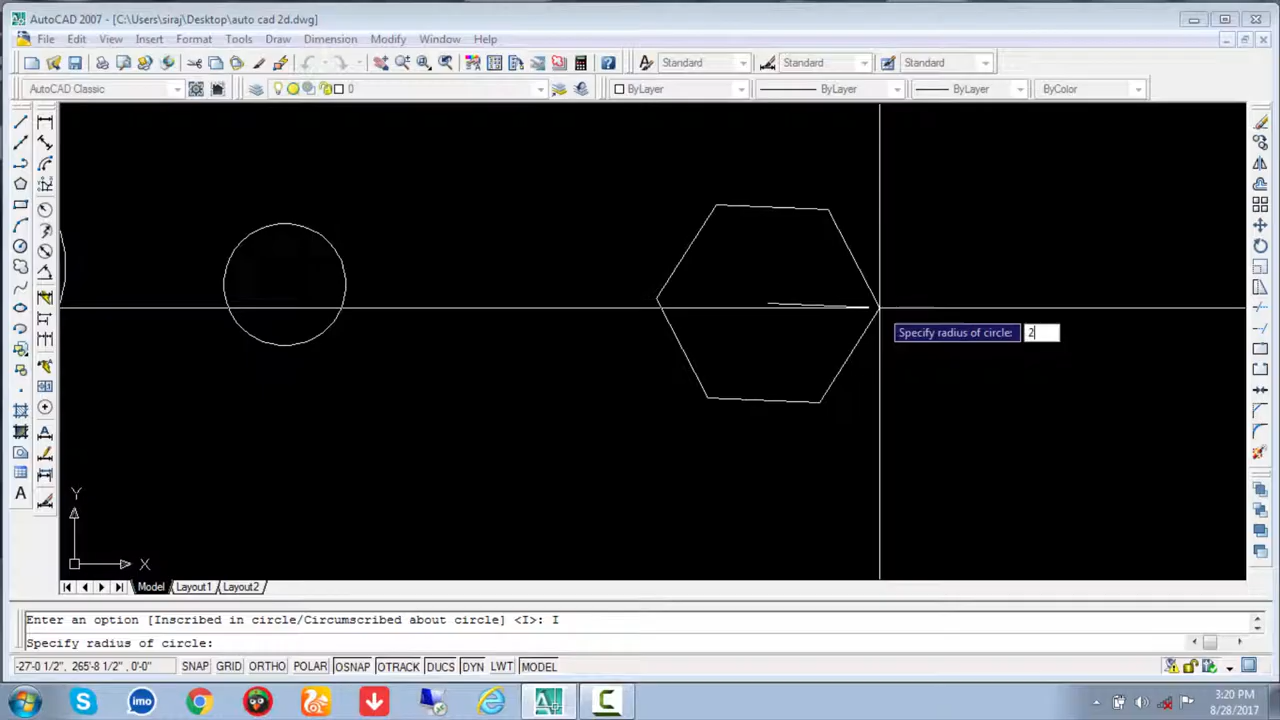 AutoCAD 2007 - [C:\Users\siraj\Desktop\auto cad 2d.dwg]
File Edit View Insert Format Tools Draw Dimension Modify Window Help
Standard Standard Standard
AutoCAD Classic 0 ByLayer ByLayer ByLayer ByColor
Specify radius of circle: 2
Y
X
Model Layout1 Layout2
Enter an option [Inscribed in circle/Circumscribed about circle] <I>: I
Specify radius of circle:
-27-0 1/2", 265'-8 1/2", 0'-0" SNAP GRID ORTHO POLAR OSNAP OTRACK DUCS DYN LWT MODEL
imo
3:20 PM
8/28/2017